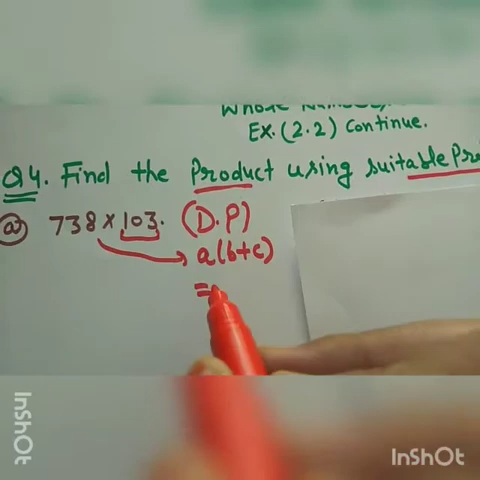 Ex. (2.2) Continue.
Q4. Find the Product using suitable
(a) 738 × 103. (D.P)
a(b+c)
=
InShOt
InShOt